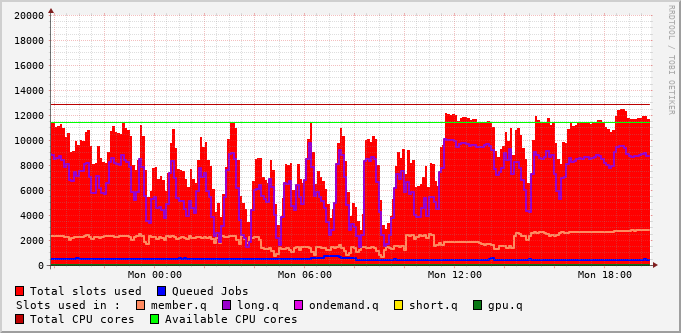 20000
18000
16000
14000
12000
10000
8000
6000
4000
2000
0
Mon 00:00 Mon 06:00 Mon 12:00 Mon 18:00
RRDTOOL / TOBI OETIKER
Total slots used Queued Jobs
Slots used in : member.q long.q ondemand.q short.q gpu.q
Total CPU cores Available CPU cores